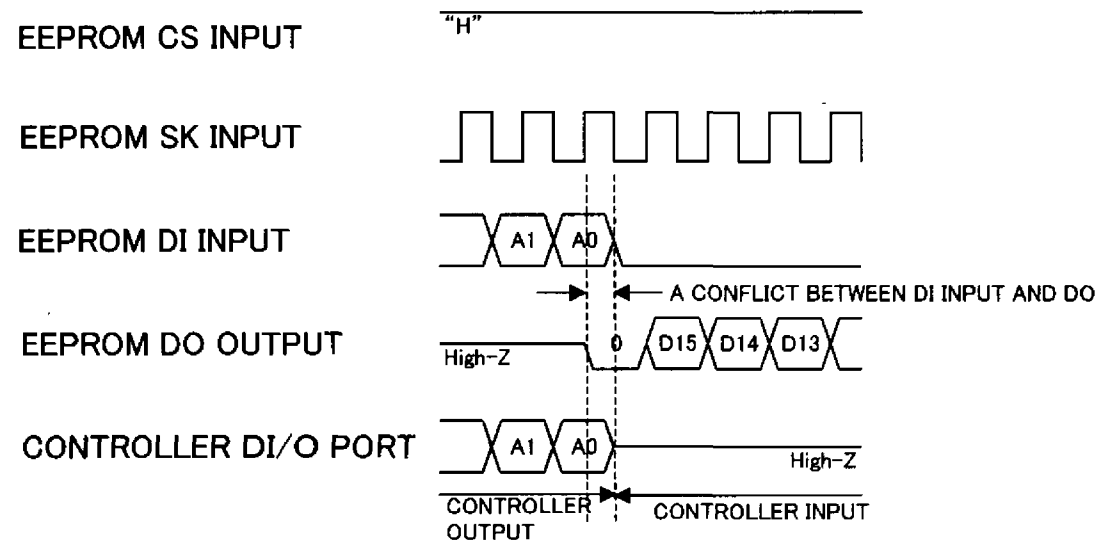 EEPROM CS INPUT
"H"
EEPROM SK INPUT
EEPROM DI INPUT
A1 A0
A CONFLICT BETWEEN DI INPUT AND DO
EEPROM DO OUTPUT
High-Z
0 D15 D14 D13
CONTROLLER DI/O PORT
A1 A0
High-Z
CONTROLLER
OUTPUT
CONTROLLER INPUT